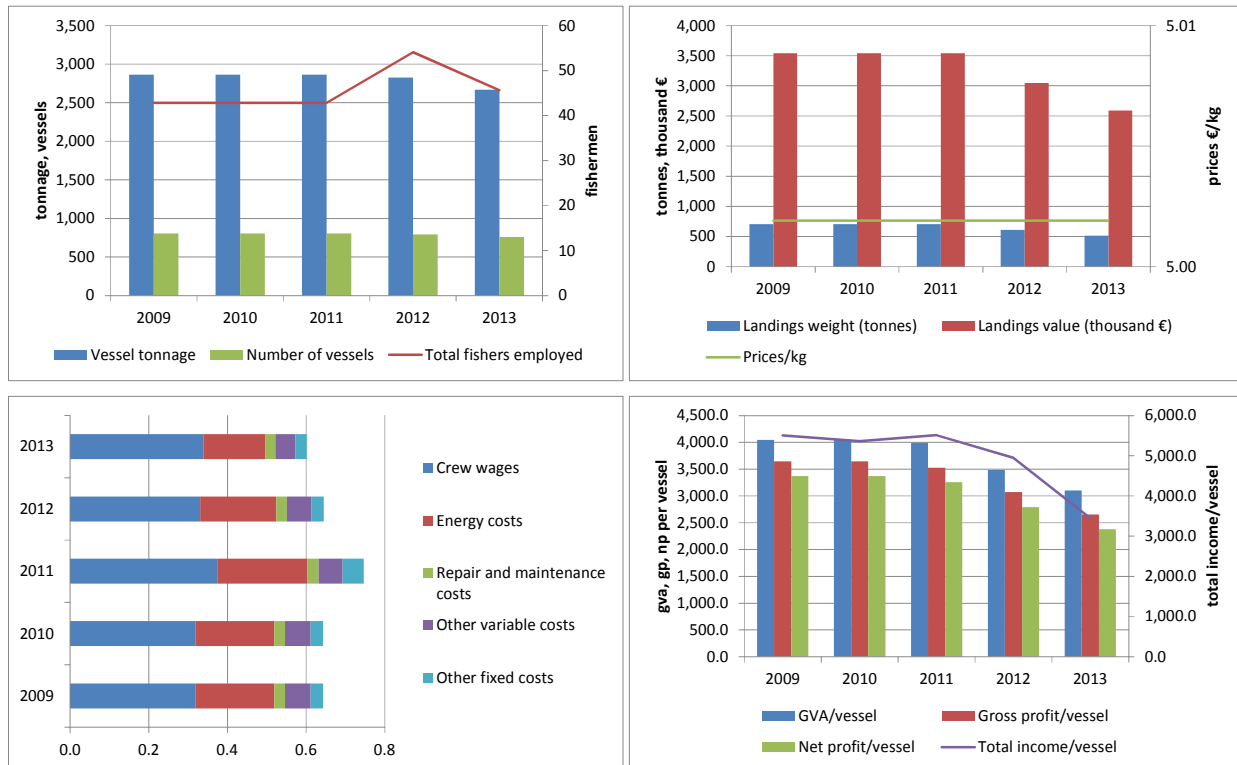 3,500
3,000
2,500
2,000
1,500
1,000
500
0
tonnage, vessels
60
50
40
30
20
10
0
fishermen
2009 2010 2011 2012 2013
Vessel tonnage Number of vessels Total fishers employed
4,000
3,500
3,000
2,500
2,000
1,500
1,000
500
0
tonnes, thousand €
5.01
5.00
prices €/kg
2009 2010 2011 2012 2013
Landings weight (tonnes) Landings value (thousand €)
Prices/kg
2013
2012
2011
2010
2009
0.0 0.2 0.4 0.6 0.8
Crew wages
Energy costs
Repair and maintenance
costs
Other variable costs
Other fixed costs
4,500.0
4,000.0
3,500.0
3,000.0
2,500.0
2,000.0
1,500.0
1,000.0
500.0
0.0
gva, gp, np per vessel
6,000.0
5,000.0
4,000.0
3,000.0
2,000.0
1,000.0
0.0
total income/vessel
2009 2010 2011 2012 2013
GVA/vessel Gross profit/vessel
Net profit/vessel Total income/vessel